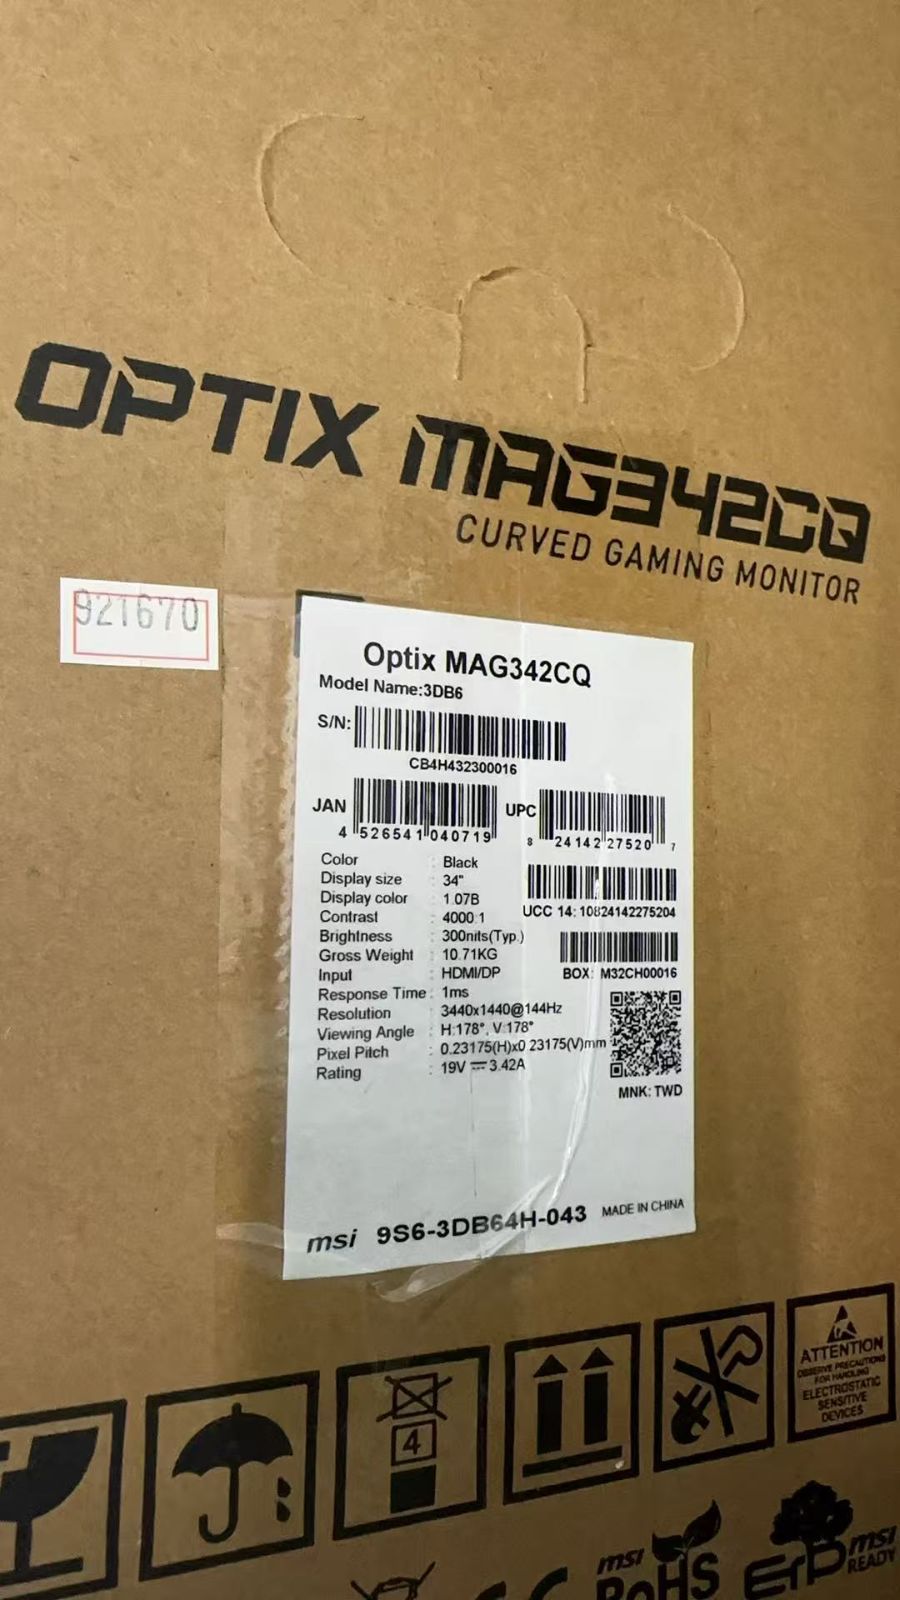 OPTIX MAG342CQ
CURVED GAMING MONITOR
921670
Optix MAG342CQ
Model Name:3DB6
S/N:
CB4H432300016
JAN
4 526541 040719
UPC
8 24142 27520 7
Color : Black
Display size : 34"
Display color : 1.07B
Contrast : 4000:1
UCC 14: 10824142275204
Brightness : 300nits(Typ.)
Gross Weight : 10.71KG
Input : HDMI/DP
BOX: M32CH00016
Response Time : 1ms
Resolution : 3440x1440@144Hz
Viewing Angle : H:178°, V:178°
Pixel Pitch : 0.23175(H)x0.23175(V)mm
Rating : 19V ⎓ 3.42A
MNK: TWD
msi 9S6-3DB64H-043 MADE IN CHINA
4
ATTENTION
OBSERVE PRECAUTIONS
FOR HANDLING
ELECTROSTATIC
SENSITIVE
DEVICES
msi
RoHS
ErP
msi
READY